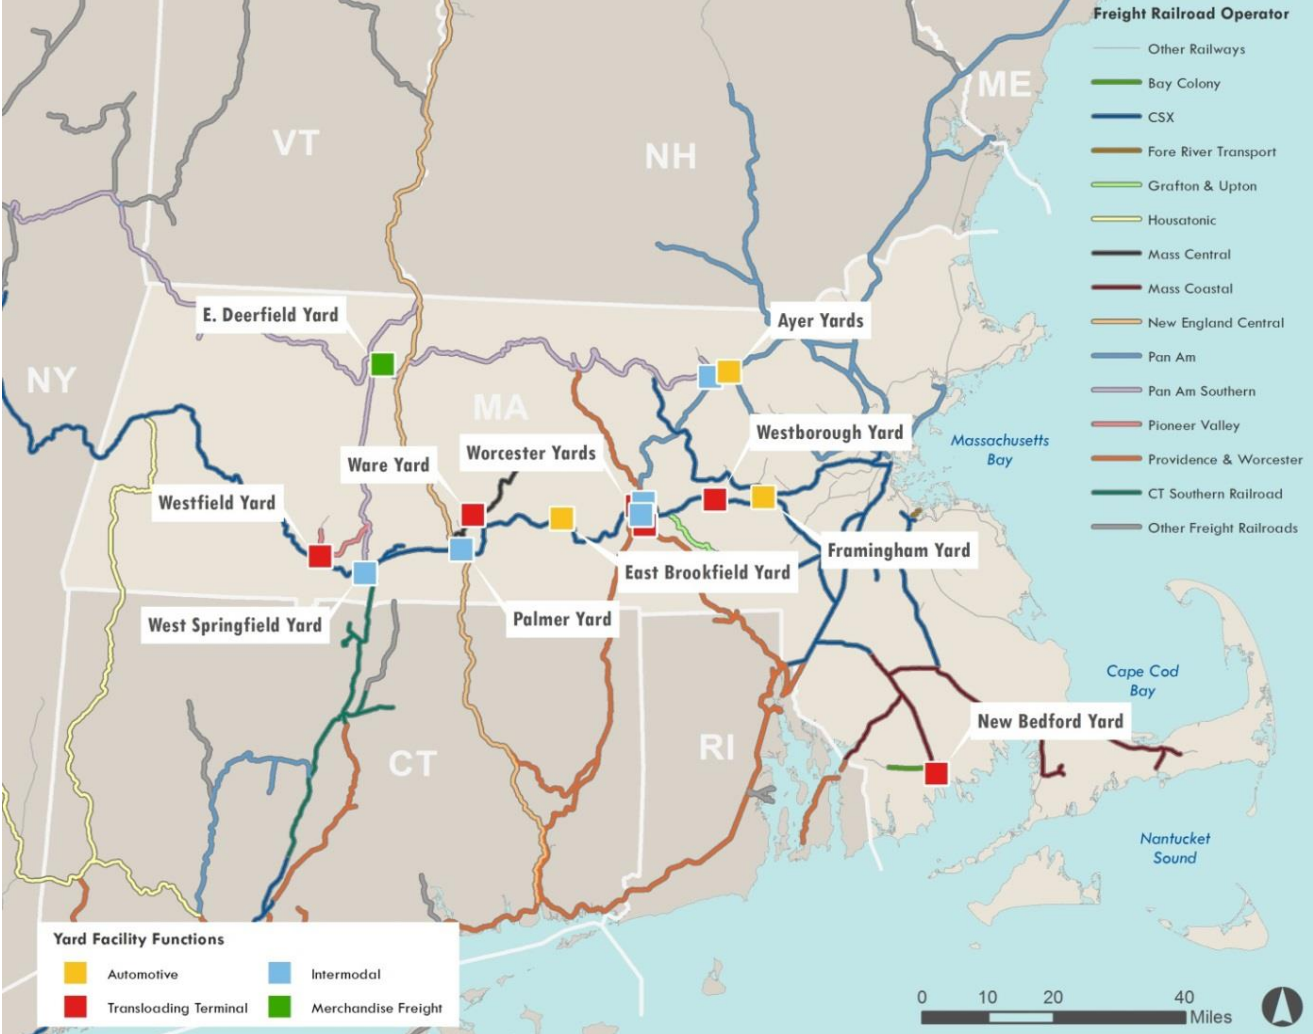 Freight Railroad Operator
Other Railways
Bay Colony
CSX
Fore River Transport
Grafton & Upton
Housatonic
Mass Central
Mass Coastal
New England Central
Pan Am
Pan Am Southern
Pioneer Valley
Providence & Worcester
CT Southern Railroad
Other Freight Railroads
ME
VT
NH
E. Deerfield Yard
Ayer Yards
NY
MA
Massachusetts
Bay
Westborough Yard
Worcester Yards
Ware Yard
Westfield Yard
Framingham Yard
East Brookfield Yard
West Springfield Yard
Palmer Yard
Cape Cod
Bay
New Bedford Yard
CT
RI
Nantucket
Sound
Yard Facility Functions
Automotive
Intermodal
Transloading Terminal
Merchandise Freight
0 10 20 40
Miles